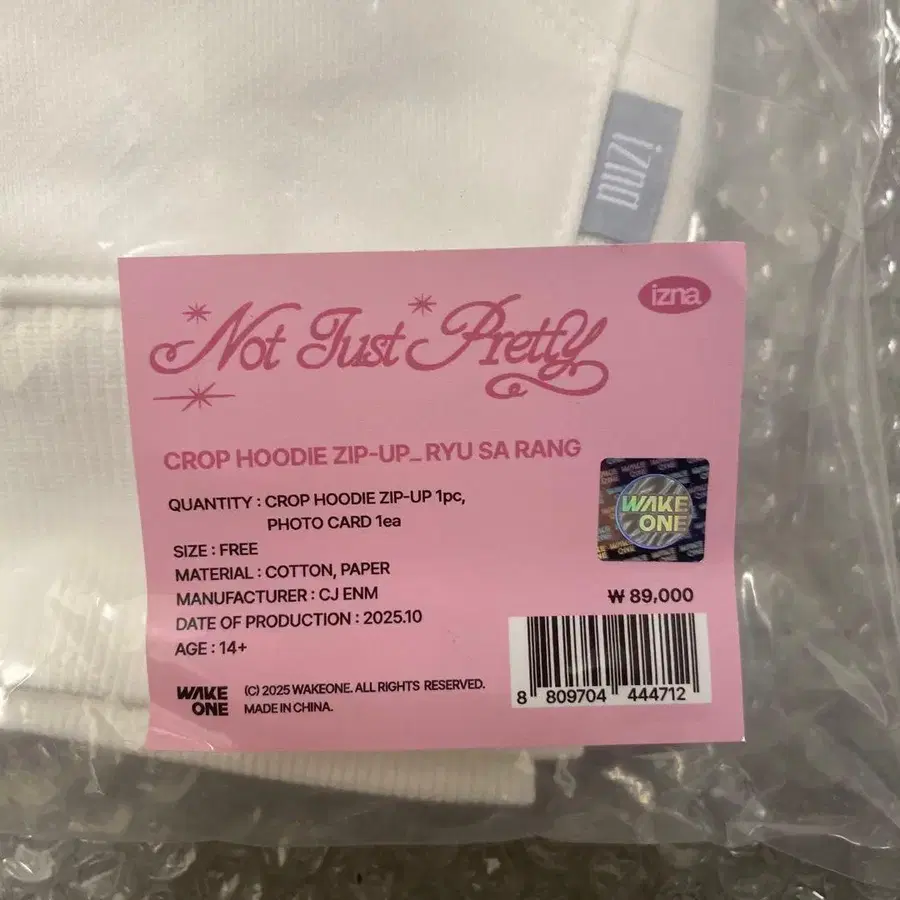 izna
izna
Not Just Pretty
CROP HOODIE ZIP-UP_ RYU SA RANG
QUANTITY : CROP HOODIE ZIP-UP 1pc,
PHOTO CARD 1ea
WAKE
ONE
SIZE : FREE
MATERIAL : COTTON, PAPER
MANUFACTURER : CJ ENM
₩ 89,000
DATE OF PRODUCTION : 2025.10
AGE : 14+
8 809704 444712
WAKE
ONE
(C) 2025 WAKEONE. ALL RIGHTS RESERVED.
MADE IN CHINA.